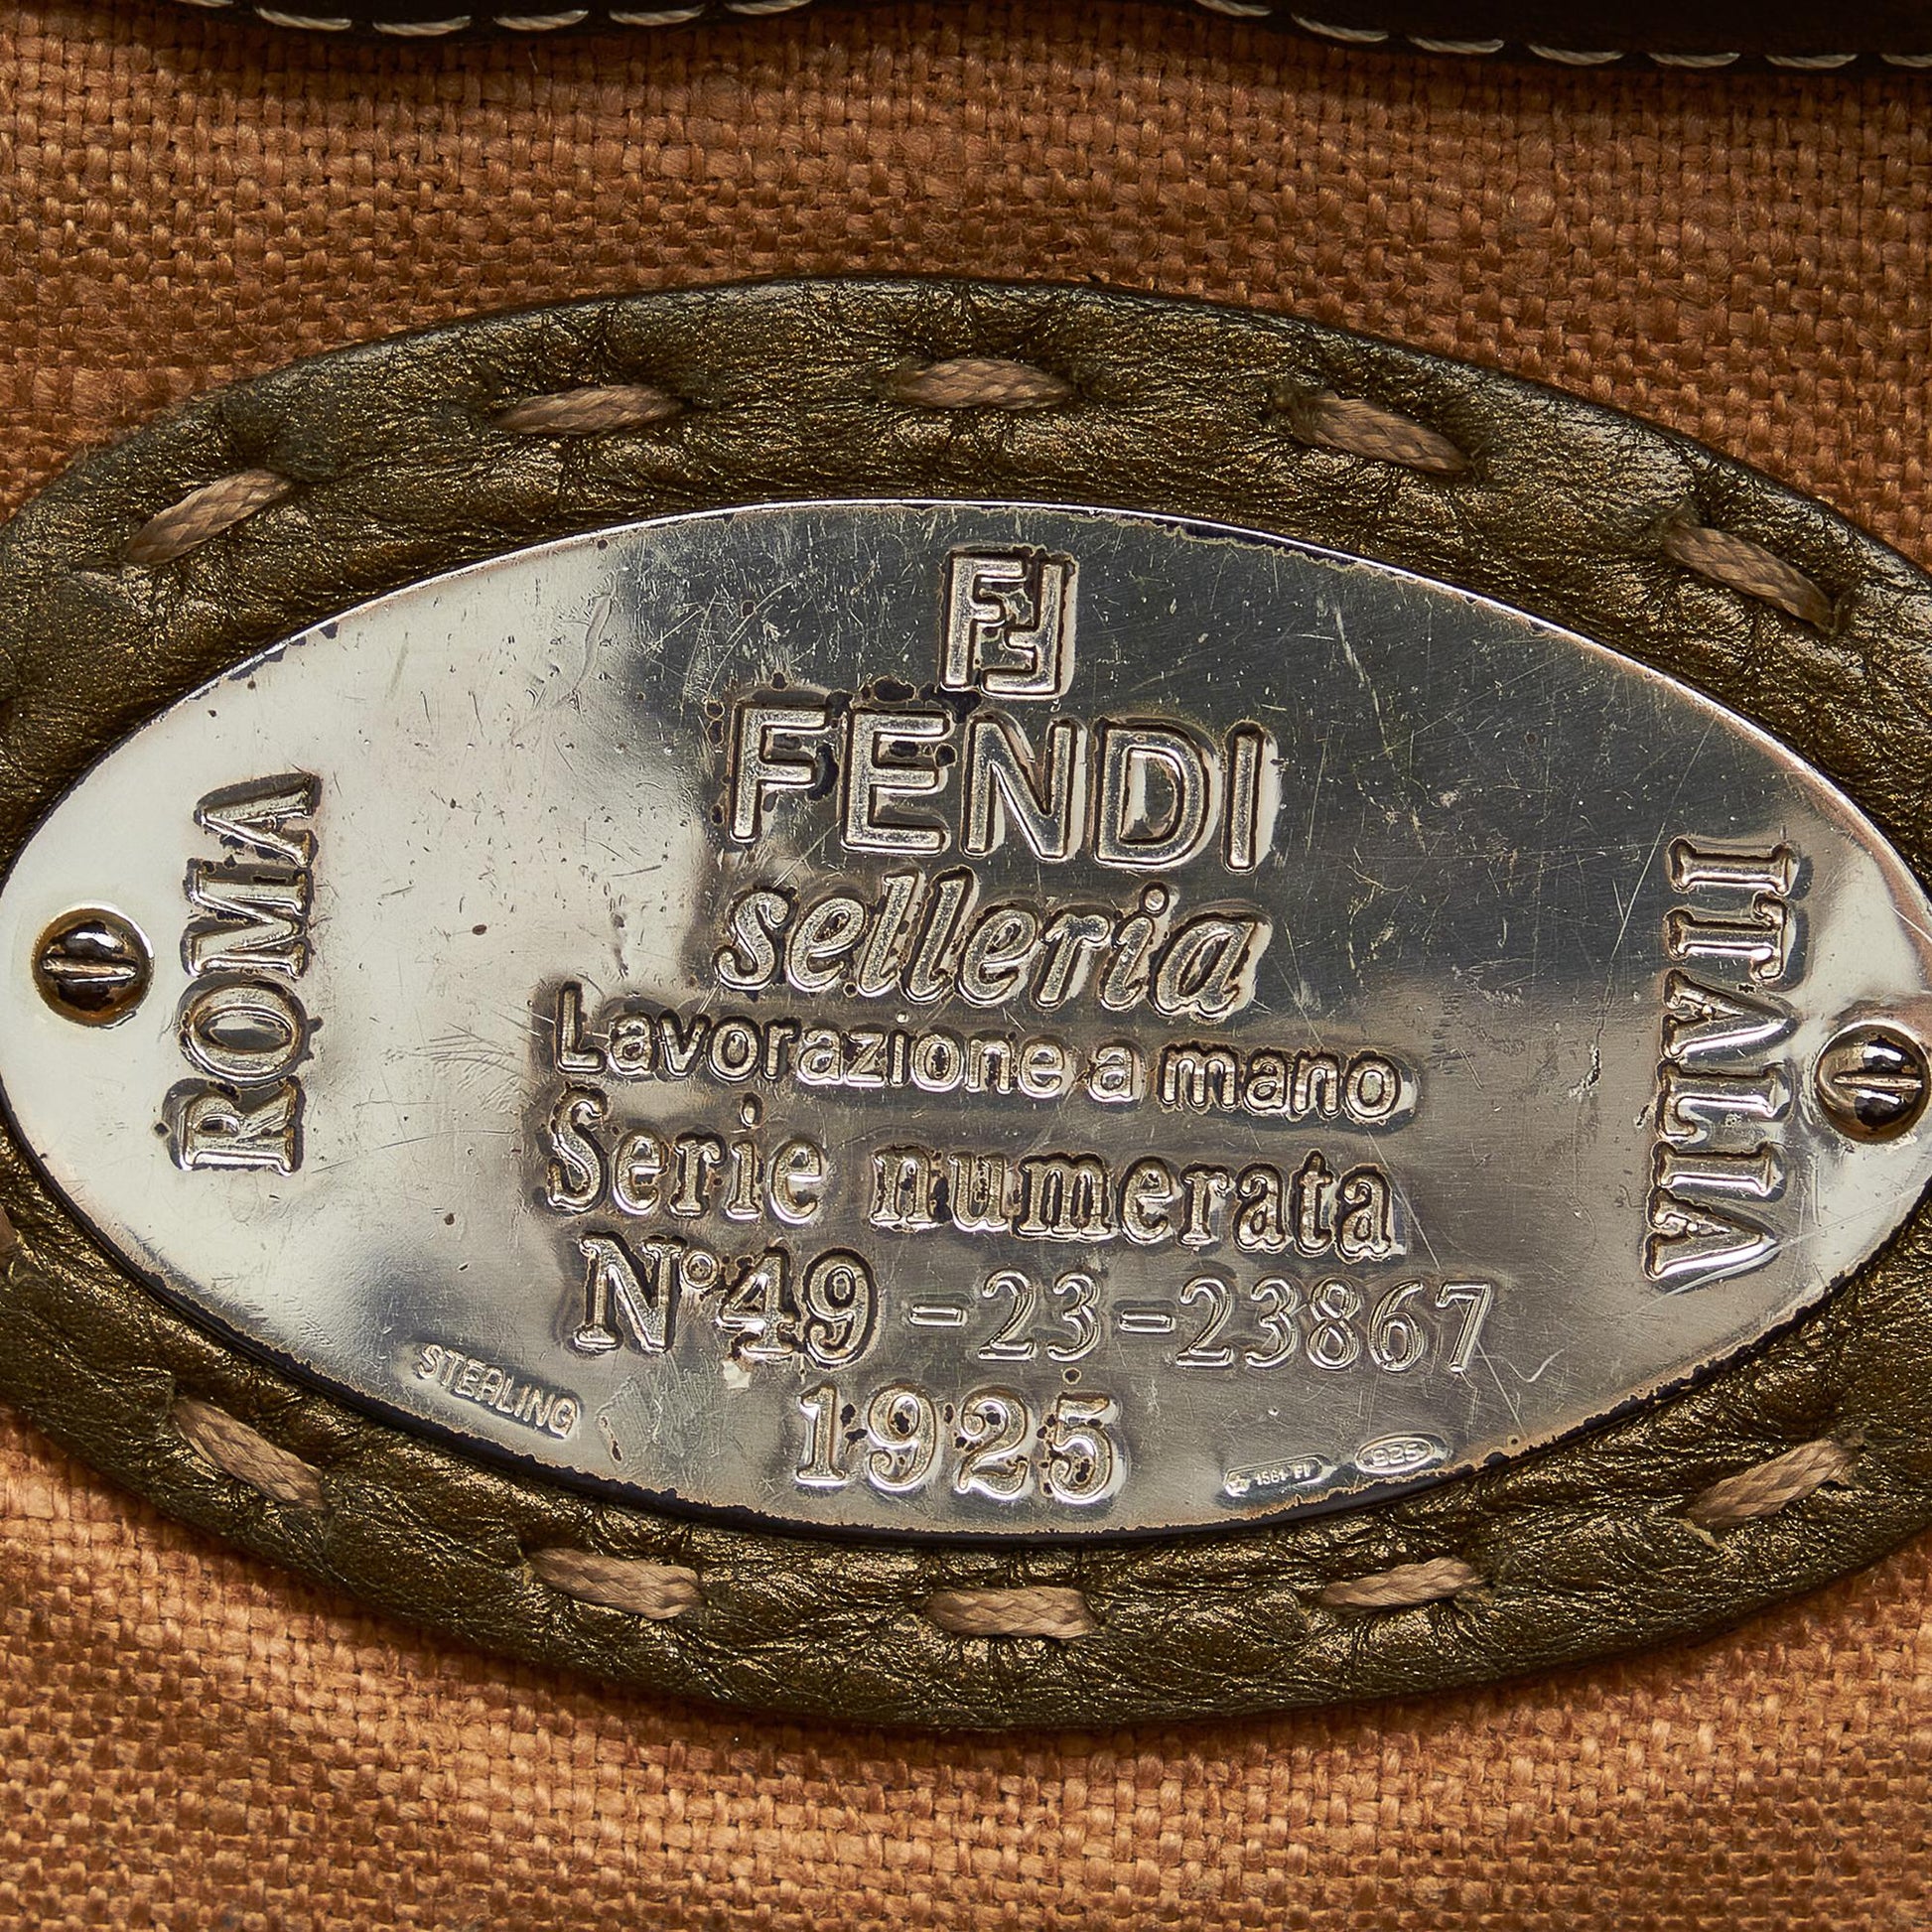 FF
FENDI
selleria
Lavorazione a mano
Serie numerata
N°49 -23-23867
1925
ROMA
ITALIA
STERLING
925